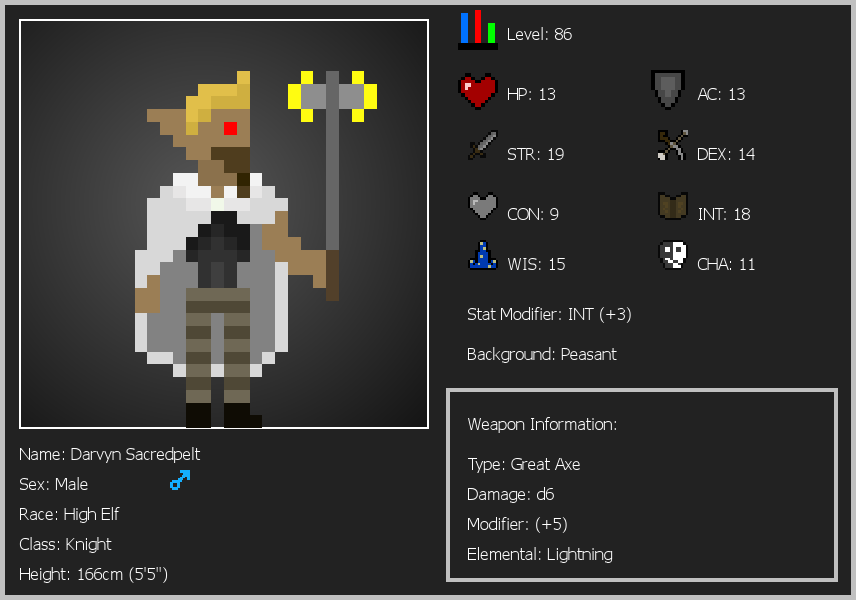 Level: 86
HP: 13
AC: 13
STR: 19
DEX: 14
CON: 9
INT: 18
WIS: 15
CHA: 11
Stat Modifier: INT (+3)
Background: Peasant
Weapon Information:
Type: Great Axe
Damage: d6
Modifier: (+5)
Elemental: Lightning
Name: Darvyn Sacredpelt
Sex: Male
Race: High Elf
Class: Knight
Height: 166cm (5'5")